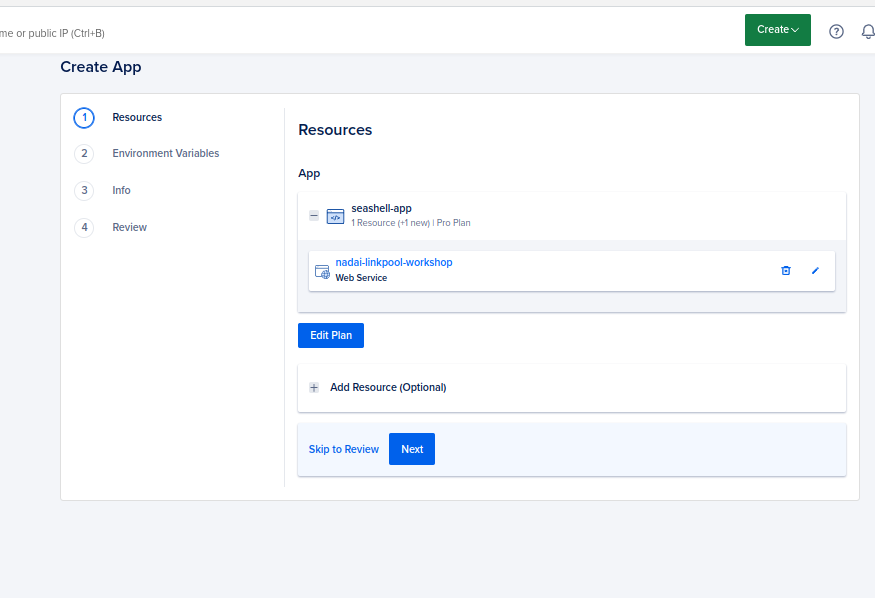 me or public IP (Ctrl+B)
Create
Create App
1 Resources
2 Environment Variables
3 Info
4 Review
Resources
App
seashell-app
1 Resource (+1 new) | Pro Plan
nadai-linkpool-workshop
Web Service
Edit Plan
Add Resource (Optional)
Skip to Review
Next